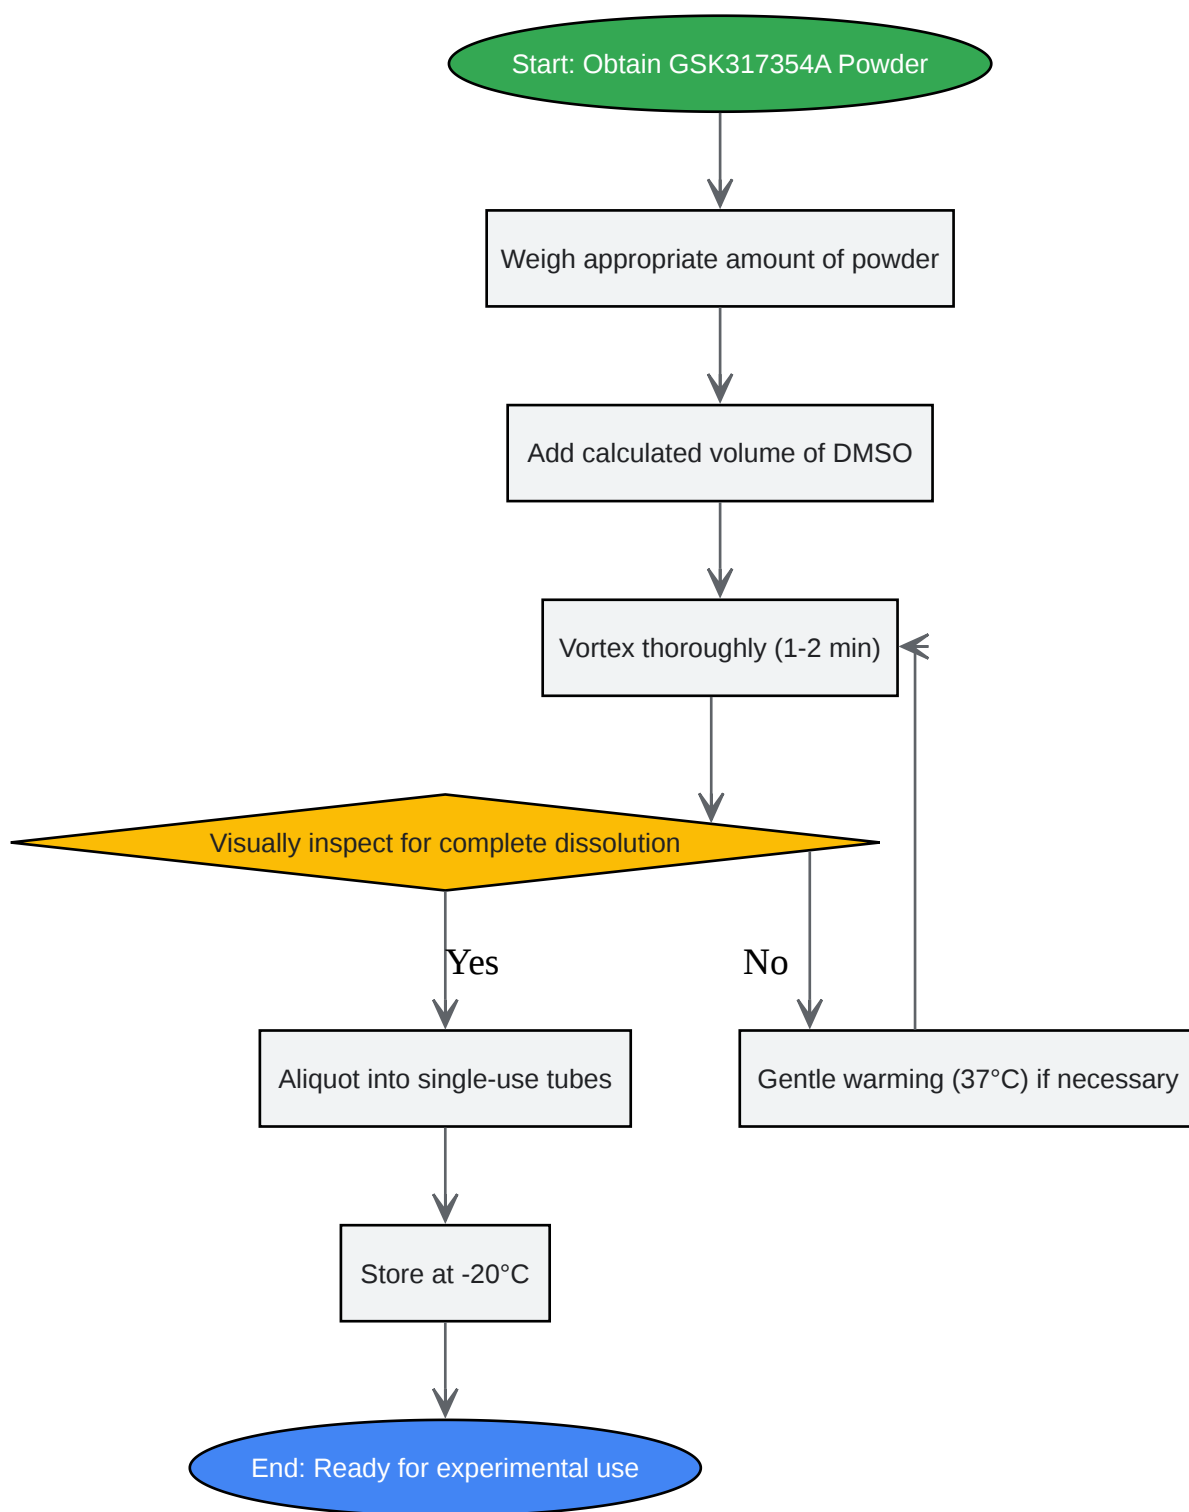 Start: Obtain GSK317354A Powder
Weigh appropriate amount of powder
Add calculated volume of DMSO
Vortex thoroughly (1-2 min)
Visually inspect for complete dissolution
Yes
No
Aliquot into single-use tubes
Gentle warming (37°C) if necessary
Store at -20°C
End: Ready for experimental use